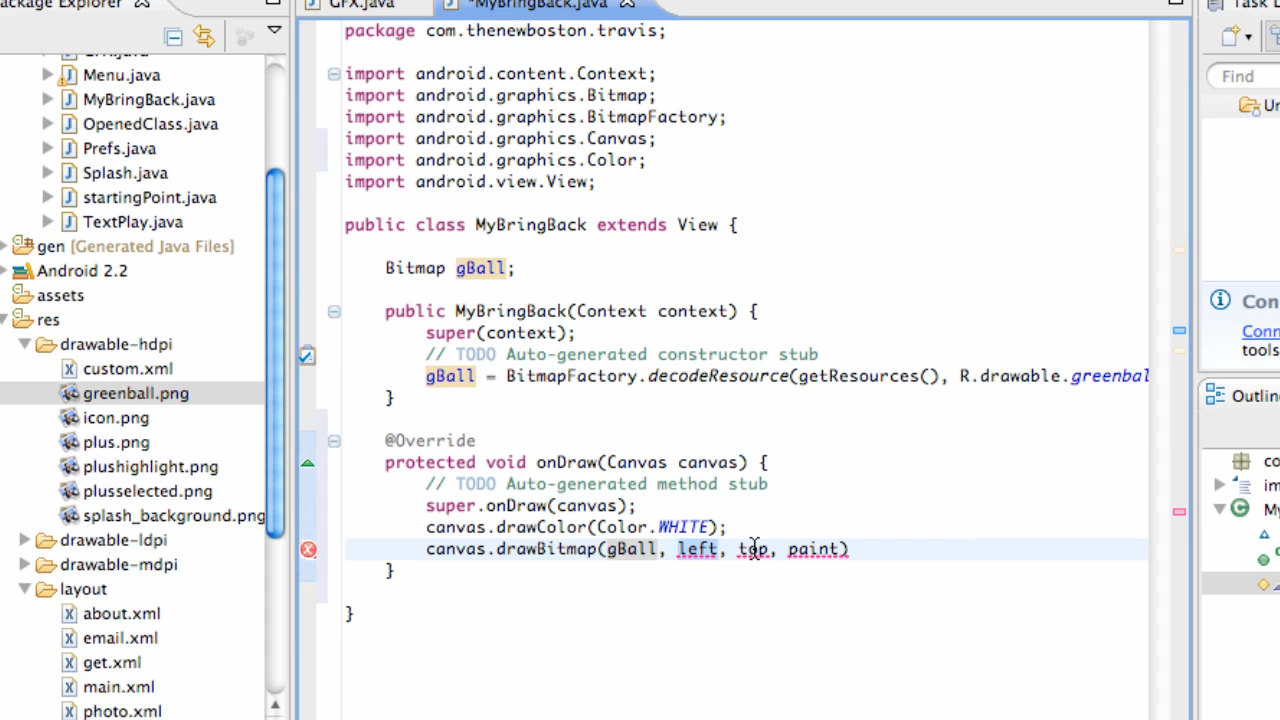 ackage Explorer
GFX.java
*MyBringBack.java
Task L
Menu.java
MyBringBack.java
OpenedClass.java
Prefs.java
Splash.java
startingPoint.java
TextPlay.java
gen [Generated Java Files]
Android 2.2
assets
res
drawable-hdpi
custom.xml
greenball.png
icon.png
plus.png
plushighlight.png
plusselected.png
splash_background.png
drawable-ldpi
drawable-mdpi
layout
about.xml
email.xml
get.xml
main.xml
photo.xml
package com.thenewboston.travis;
import android.content.Context;
import android.graphics.Bitmap;
import android.graphics.BitmapFactory;
import android.graphics.Canvas;
import android.graphics.Color;
import android.view.View;
public class MyBringBack extends View {
Bitmap gBall;
public MyBringBack(Context context) {
super(context);
// TODO Auto-generated constructor stub
gBall = BitmapFactory.decodeResource(getResources(), R.drawable.greenbal
}
@Override
protected void onDraw(Canvas canvas) {
// TODO Auto-generated method stub
super.onDraw(canvas);
canvas.drawColor(Color.WHITE);
canvas.drawBitmap(gBall, left, top, paint)
}
}
Find
Un
Con
Conn
tools
Outlin
co
im
My